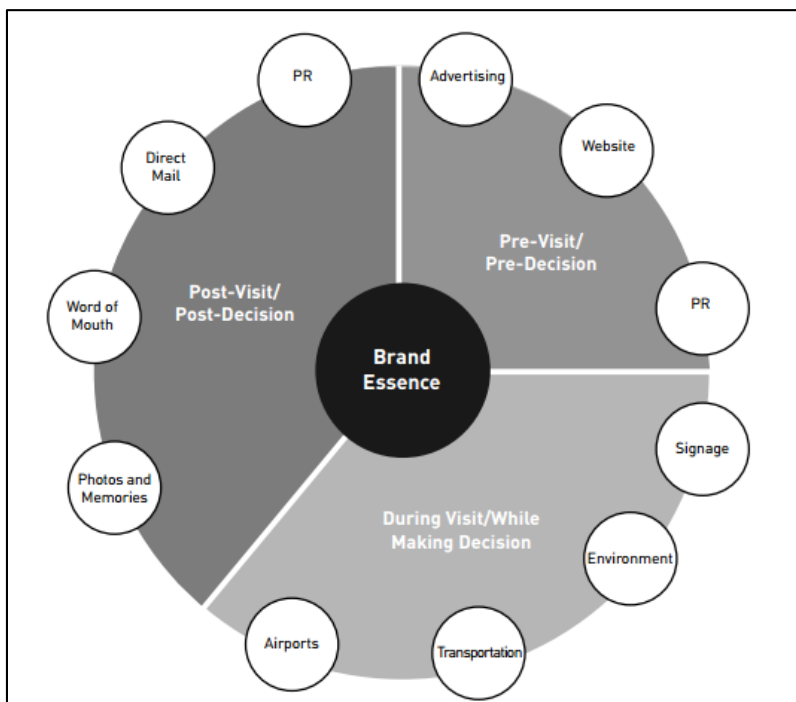 PR
Advertising
Direct
Mail
Website
Pre-Visit/
Pre-Decision
Post-Visit/
Post-Decision
Word of
Mouth
PR
Brand
Essence
Signage
Photos and
Memories
During Visit/While
Making Decision
Environment
Airports
Transportation